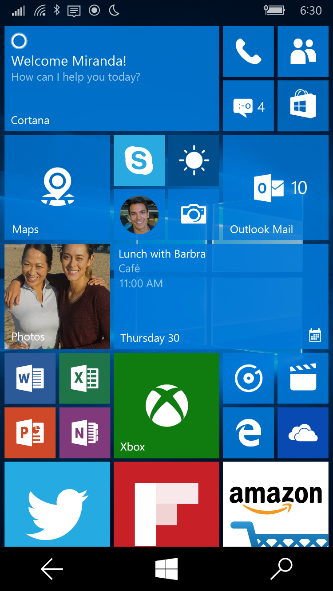 6:30
Welcome Miranda!
How can I help you today?
Cortana
:-o 4
Maps
10
Outlook Mail
Photos
Lunch with Barbra
Café
11:00 AM
Thursday 30
Xbox
amazon